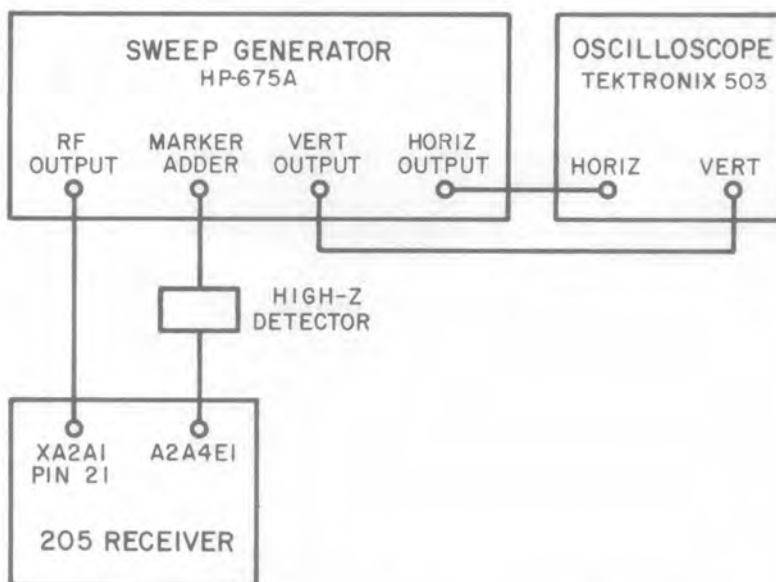 SWEEP GENERATOR
HP-675A
RF
OUTPUT
MARKER
ADDER
VERT
OUTPUT
HORIZ
OUTPUT
OSCILLOSCOPE
TEKTRONIX 503
HORIZ
VERT
HIGH-Z
DETECTOR
XA2A1
PIN 21
A2A4E1
205 RECEIVER